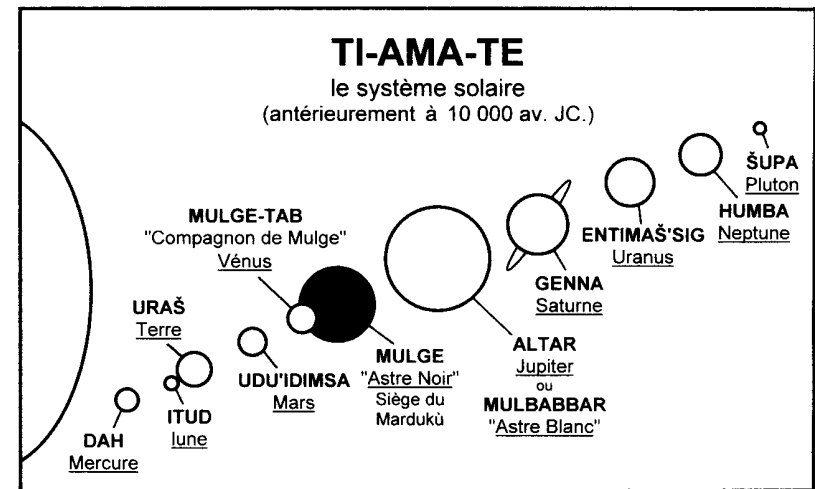 TI-AMA-TE
le système solaire
(antérieurement à 10 000 av. JC.)
ŠUPA
Pluton
HUMBA
Neptune
ENTIMAŠ'SIG
Uranus
GENNA
Saturne
MULGE-TAB
"Compagnon de Mulge"
Vénus
ALTAR
Jupiter
ou
MULBABBAR
"Astre Blanc"
MULGE
"Astre Noir"
Siège du
Mardukù
URAŠ
Terre
UDU'IDIMSA
Mars
ITUD
lune
DAH
Mercure